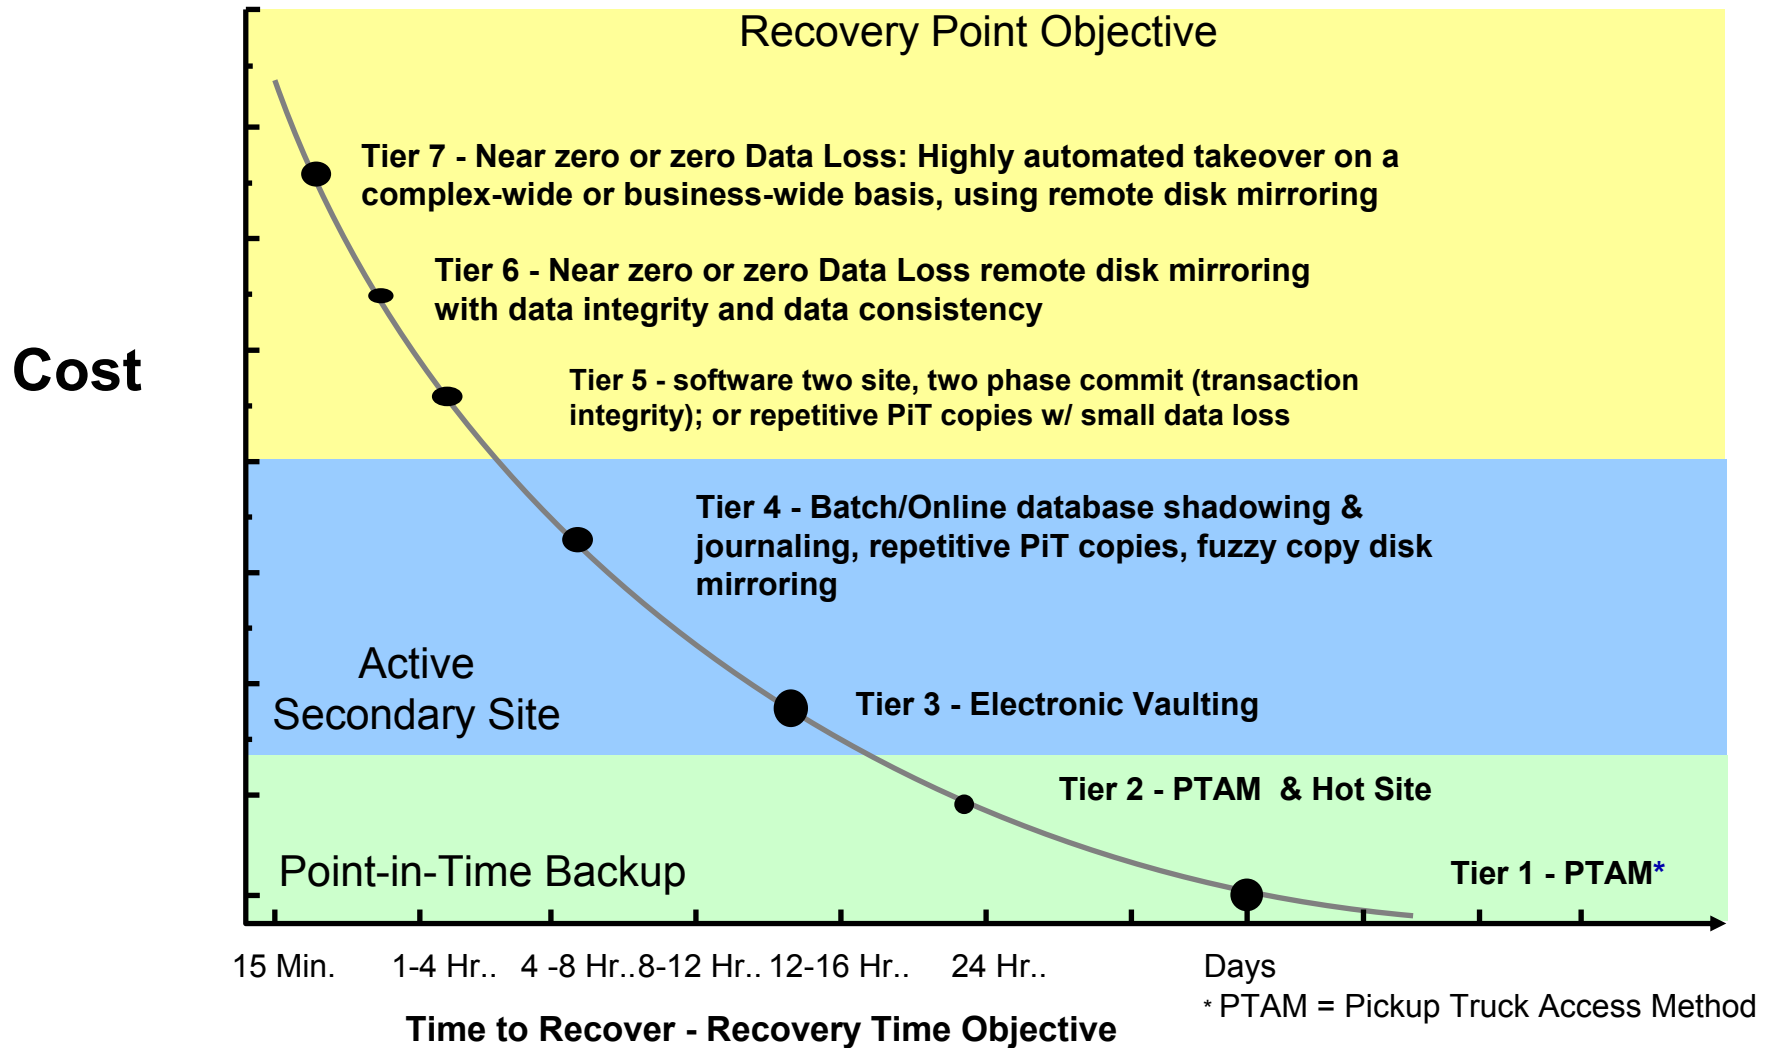 Recovery Point Objective
Tier 7 - Near zero or zero Data Loss: Highly automated takeover on a
complex-wide or business-wide basis, using remote disk mirroring
Tier 6 - Near zero or zero Data Loss remote disk mirroring
with data integrity and data consistency
Cost
Tier 5 - software two site, two phase commit (transaction
integrity); or repetitive PiT copies w/ small data loss
Tier 4 - Batch/Online database shadowing &
journaling, repetitive PiT copies, fuzzy copy disk
mirroring
Active
Secondary Site
Tier 3 - Electronic Vaulting
Tier 2 - PTAM & Hot Site
Point-in-Time Backup
Tier 1 - PTAM*
15 Min. 1-4 Hr.. 4 -8 Hr.. 8-12 Hr.. 12-16 Hr.. 24 Hr.. Days
* PTAM = Pickup Truck Access Method
Time to Recover - Recovery Time Objective